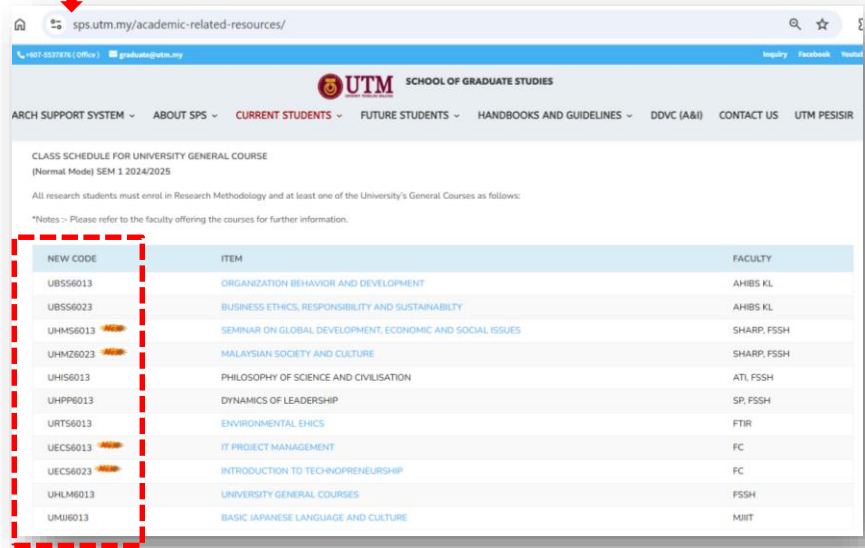 sps.utm.my/academic-related-resources/
+607-5537876 ( Office ) graduate@utm.my Inquiry Facebook
UTM SCHOOL OF GRADUATE STUDIES
ARCH SUPPORT SYSTEM ABOUT SPS CURRENT STUDENTS FUTURE STUDENTS HANDBOOKS AND GUIDELINES DDVC (A&I) CONTACT US UTM PESISIR
CLASS SCHEDULE FOR UNIVERSITY GENERAL COURSE
(Normal Mode) SEM 1 2024/2025
All research students must enrol in Research Methodology and at least one of the University's General Courses as follows:
*Notes :- Please refer to the faculty offering the courses for further information.
NEW CODE ITEM FACULTY
UBSS6013 ORGANIZATION BEHAVIOR AND DEVELOPMENT AHIBS KL
UBSS6023 BUSINESS ETHICS, RESPONSIBILITY AND SUSTAINABILTY AHIBS KL
UHMS6013 NEW SEMINAR ON GLOBAL DEVELOPMENT, ECONOMIC AND SOCIAL ISSUES SHARP, FSSH
UHMZ6023 NEW MALAYSIAN SOCIETY AND CULTURE SHARP, FSSH
UHIS6013 PHILOSOPHY OF SCIENCE AND CIVILISATION ATI, FSSH
UHPP6013 DYNAMICS OF LEADERSHIP SP, FSSH
URTS6013 ENVIRONMENTAL EHICS FTIR
UECS6013 NEW IT PROJECT MANAGEMENT FC
UECS6023 NEW INTRODUCTION TO TECHNOPRENEURSHIP FC
UHLM6013 UNIVERSITY GENERAL COURSES FSSH
UMJJ6013 BASIC JAPANESE LANGUAGE AND CULTURE MJIIT